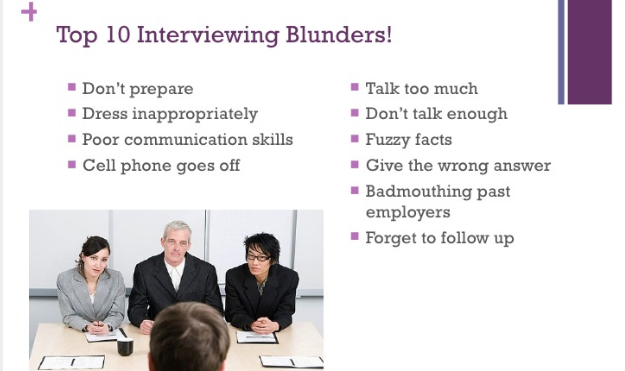 Top 10 Interviewing Blunders!
Don't prepare
Dress inappropriately
Poor communication skills
Cell phone goes off
Talk too much
Don't talk enough
Fuzzy facts
Give the wrong answer
Badmouthing past
employers
Forget to follow up